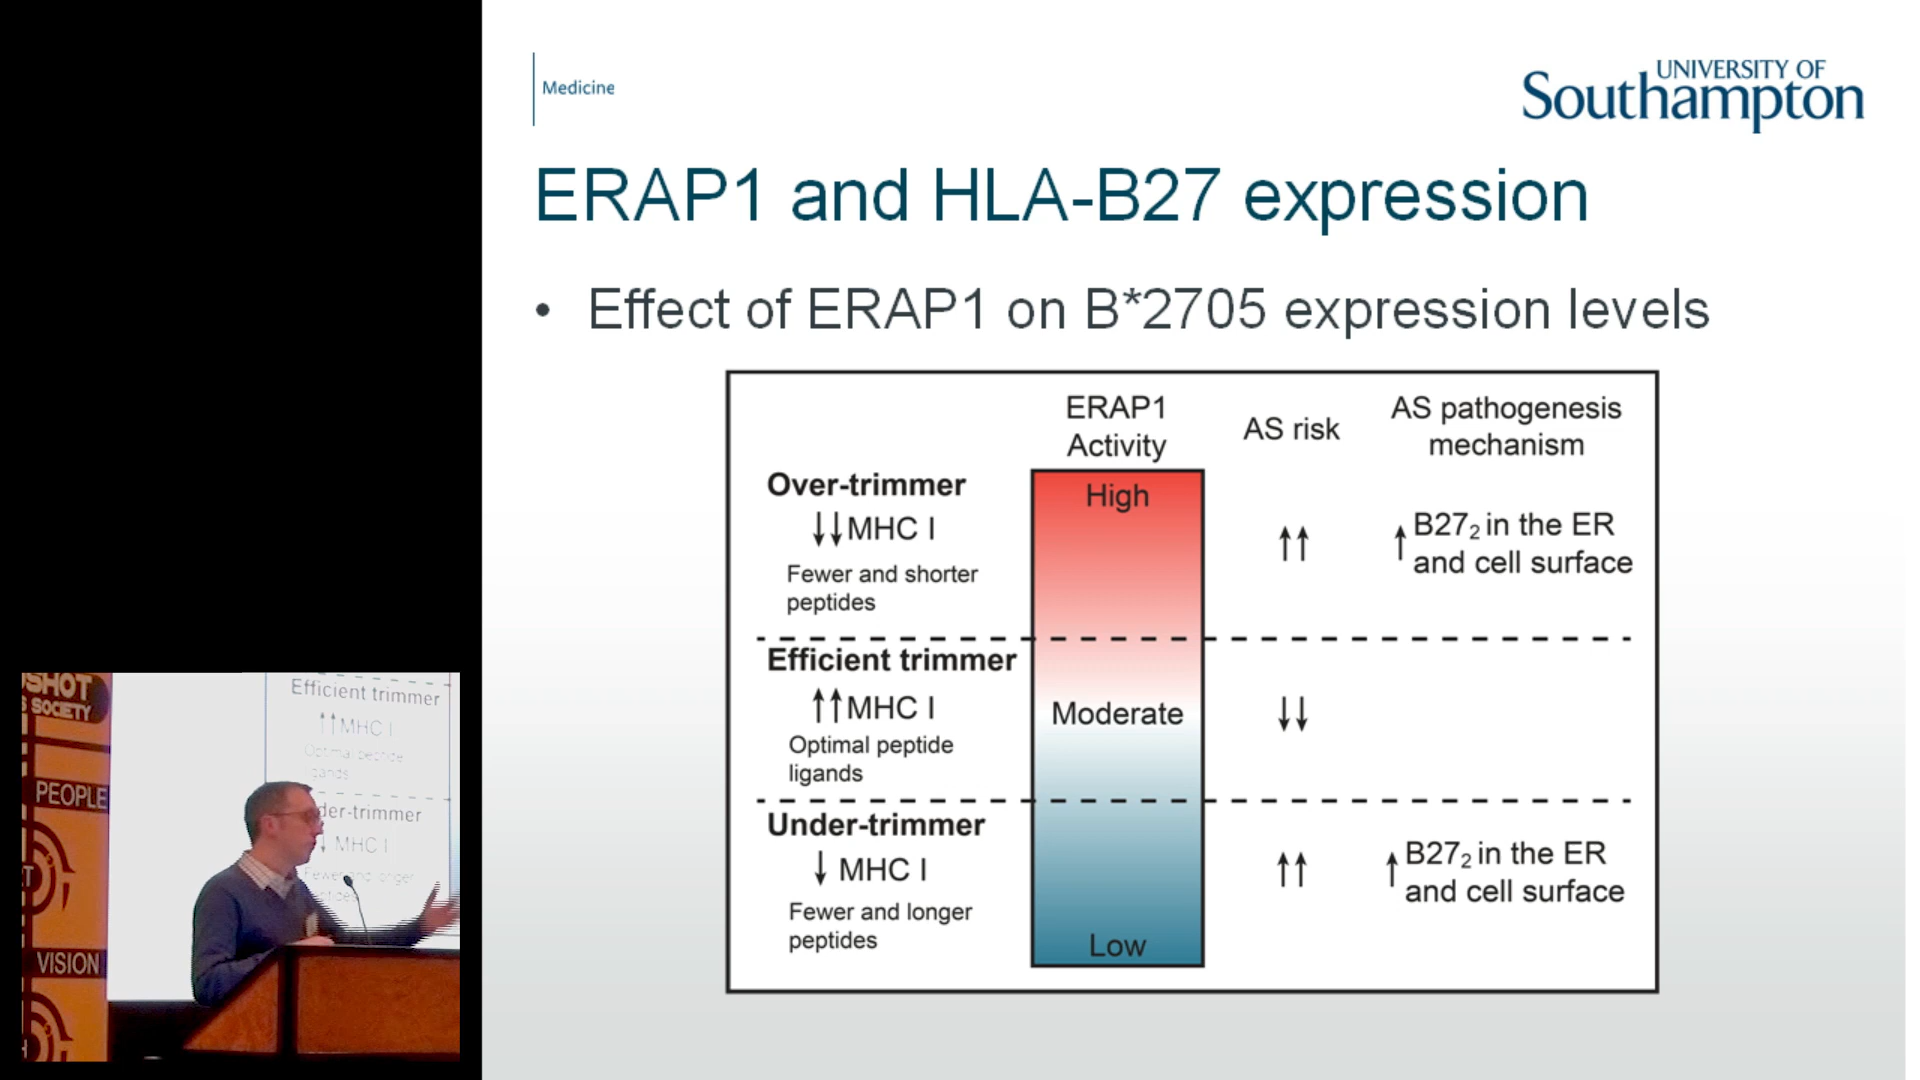 Medicine
UNIVERSITY OF
Southampton
ERAP1 and HLA-B27 expression
• Effect of ERAP1 on B*2705 expression levels
ERAP1
Activity
AS risk
AS pathogenesis
mechanism
Over-trimmer
↓↓MHC I
Fewer and shorter
peptides
High
↑↑
↑ B27₂ in the ER
and cell surface
Efficient trimmer
↑↑MHC I
Optimal peptide
ligands
Moderate
↓↓
Under-trimmer
↓ MHC I
Fewer and longer
peptides
Low
↑↑
↑ B27₂ in the ER
and cell surface
SHOT
SOCIETY
PEOPLE
VISION
Efficient trimmer
↑↑MHC I
Optimal peptide
der-trimmer
↓ MHC I
Fewer and longer